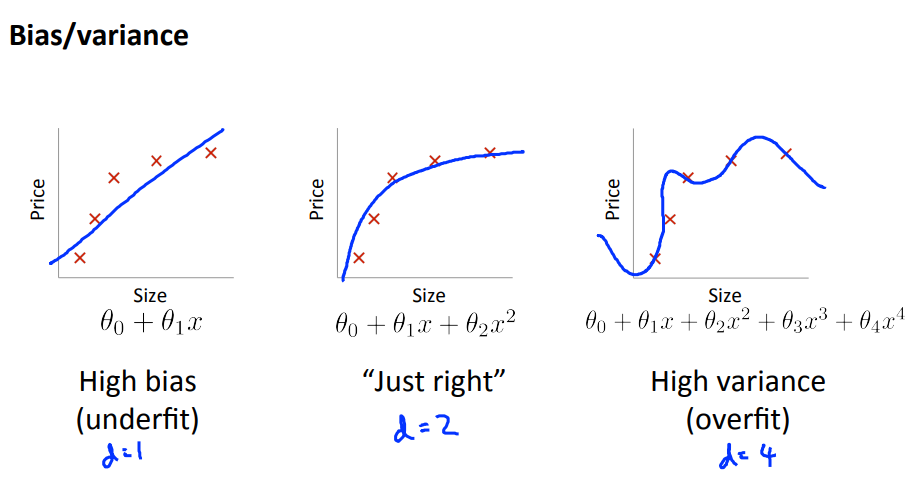 Bias/variance
Price
Size
θ₀ + θ₁x
High bias
(underfit)
d=1
Price
Size
θ₀ + θ₁x + θ₂x²
“Just right”
d=2
Price
Size
θ₀ + θ₁x + θ₂x² + θ₃x³ + θ₄x⁴
High variance
(overfit)
d=4